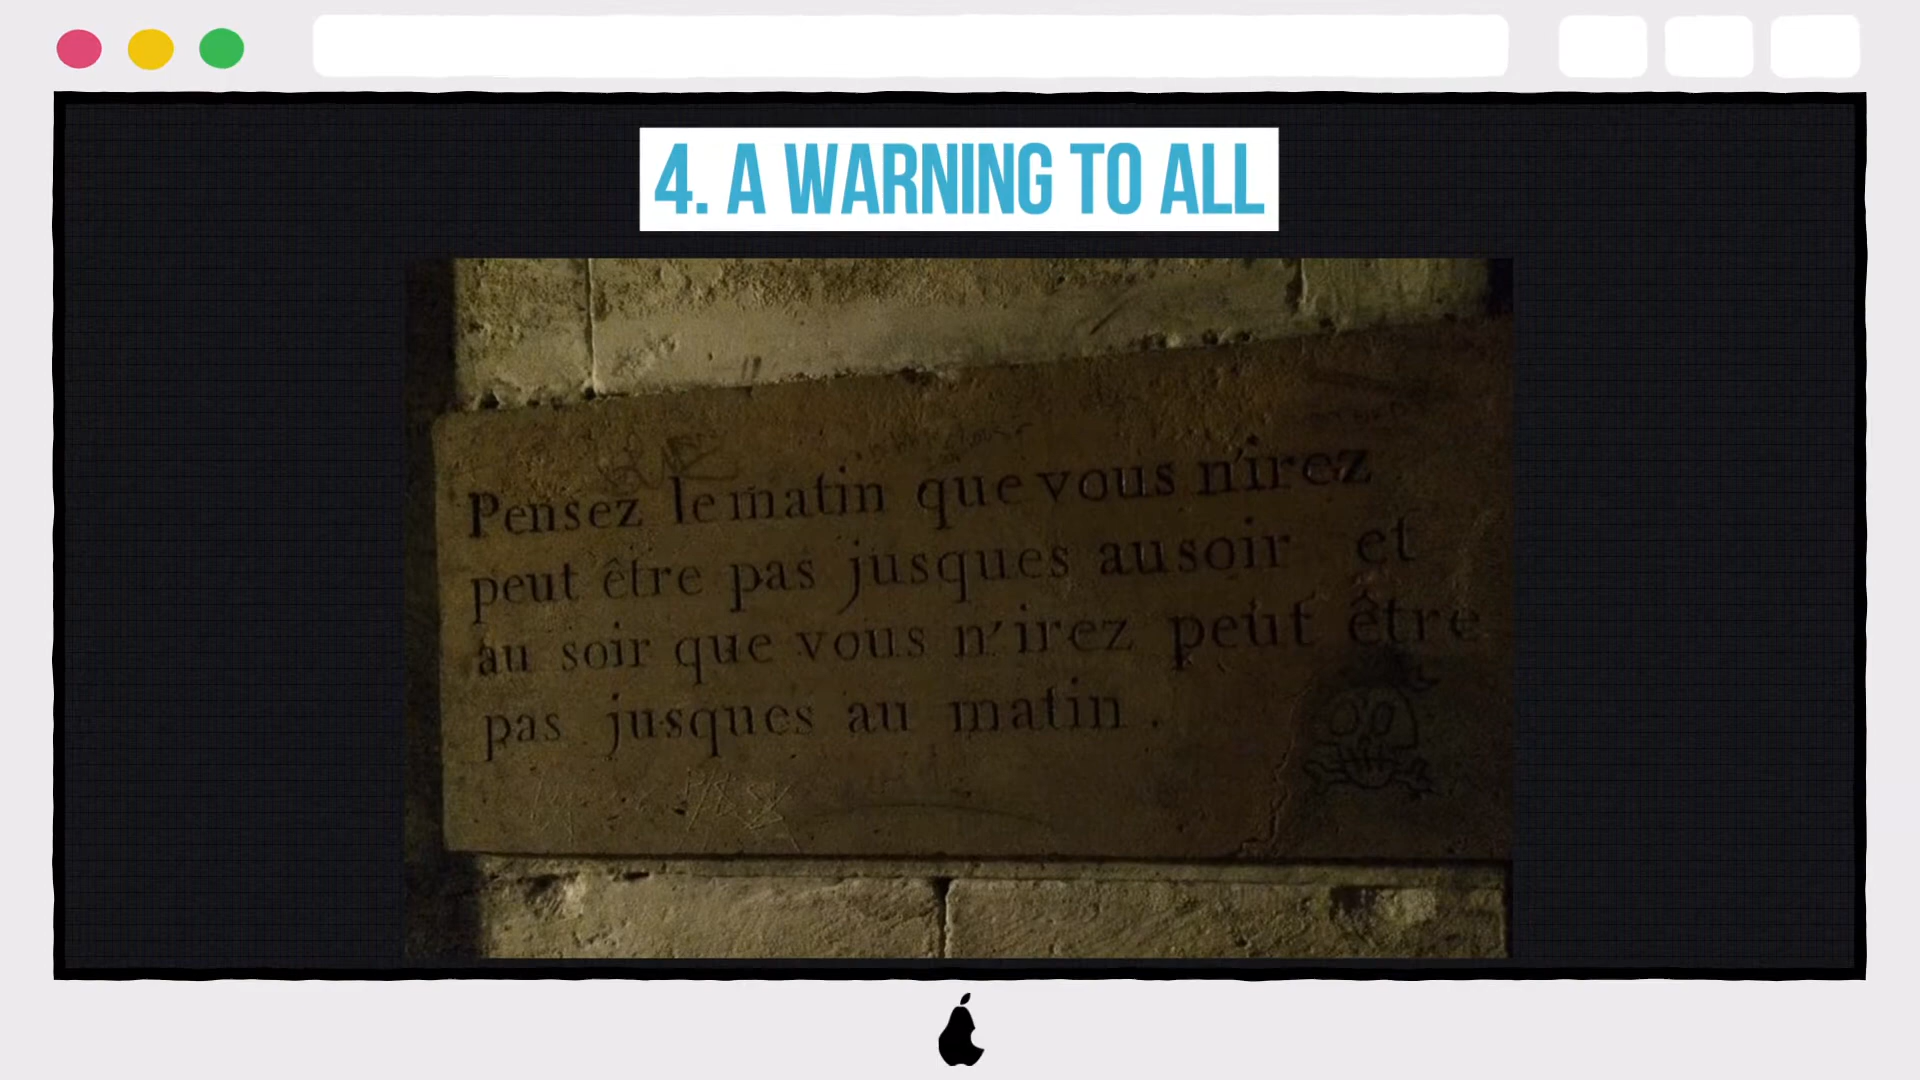 4. A WARNING TO ALL
Pensez le matin que vous n'irez
peut être pas jusques au soir et
au soir que vous n'irez peut être
pas jusques au matin.